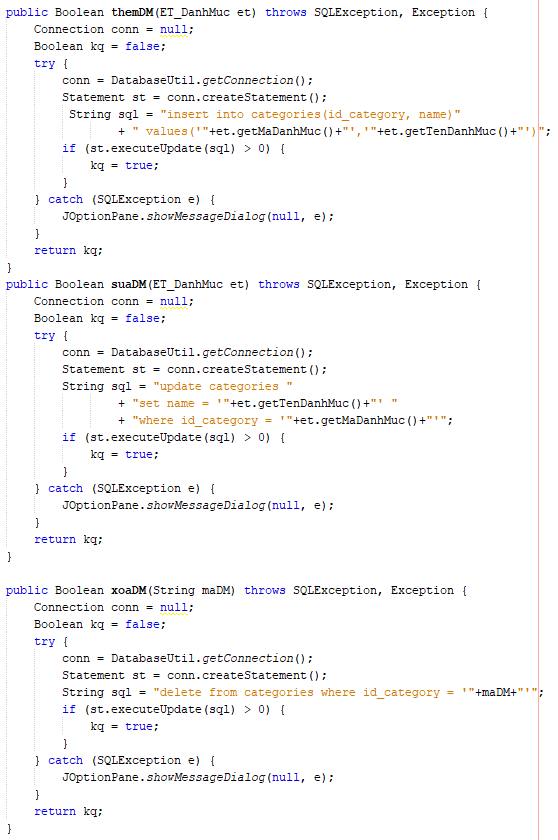 public Boolean themDM(ET_DanhMuc et) throws SQLException, Exception {
    Connection conn = null;
    Boolean kq = false;
    try {
        conn = DatabaseUtil.getConnection();
        Statement st = conn.createStatement();
         String sql = "insert into categories(id_category, name)"
                + " values('"+et.getMaDanhMuc()+"','"+et.getTenDanhMuc()+"')";
        if (st.executeUpdate(sql) > 0) {
            kq = true;
        }
    } catch (SQLException e) {
        JOptionPane.showMessageDialog(null, e);
    }
    return kq;
}
public Boolean suaDM(ET_DanhMuc et) throws SQLException, Exception {
    Connection conn = null;
    Boolean kq = false;
    try {
        conn = DatabaseUtil.getConnection();
        Statement st = conn.createStatement();
        String sql = "update categories "
                + "set name = '"+et.getTenDanhMuc()+"' "
                + "where id_category = '"+et.getMaDanhMuc()+"'";
        if (st.executeUpdate(sql) > 0) {
            kq = true;
        }
    } catch (SQLException e) {
        JOptionPane.showMessageDialog(null, e);
    }
    return kq;
}

public Boolean xoaDM(String maDM) throws SQLException, Exception {
    Connection conn = null;
    Boolean kq = false;
    try {
        conn = DatabaseUtil.getConnection();
        Statement st = conn.createStatement();
        String sql = "delete from categories where id_category = '"+maDM+"'";
        if (st.executeUpdate(sql) > 0) {
            kq = true;
        }
    } catch (SQLException e) {
        JOptionPane.showMessageDialog(null, e);
    }
    return kq;
}